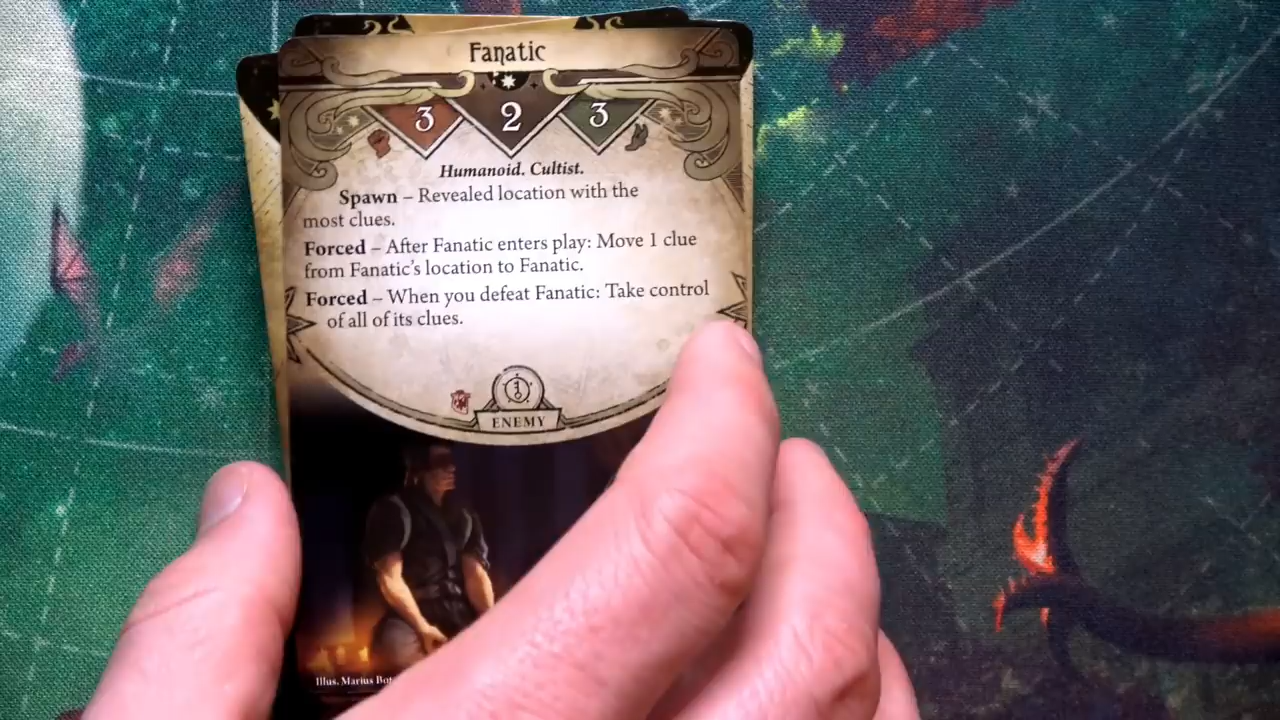 Fanatic
3 2 3
Humanoid. Cultist.
Spawn – Revealed location with the
most clues.
Forced – After Fanatic enters play: Move 1 clue
from Fanatic's location to Fanatic.
Forced – When you defeat Fanatic: Take control
of all of its clues.
ENEMY
Illus. Marius